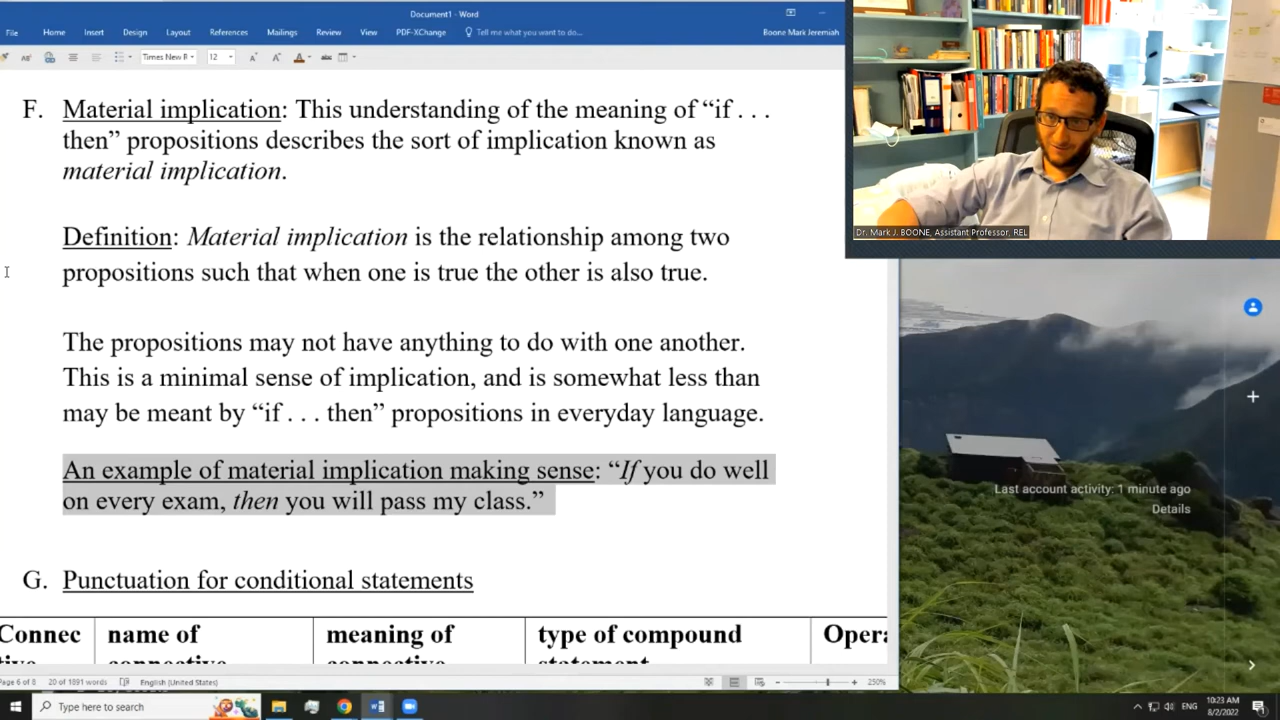 Document1 - Word
File Home Insert Design Layout References Mailings Review View PDF-XChange Tell me what you want to do... Boone Mark Jeremiah
Times New R 12
F. Material implication: This understanding of the meaning of “if . . .
then” propositions describes the sort of implication known as
material implication.
Definition: Material implication is the relationship among two
propositions such that when one is true the other is also true.
The propositions may not have anything to do with one another.
This is a minimal sense of implication, and is somewhat less than
may be meant by “if . . . then” propositions in everyday language.
An example of material implication making sense: “If you do well
on every exam, then you will pass my class.”
G. Punctuation for conditional statements
Connec name of meaning of type of compound Opera
tive connective connective statement
Dr. Mark J. BOONE, Assistant Professor, REL
Last account activity: 1 minute ago
Details
Page 6 of 8 20 of 1891 words English (United States) 250%
Type here to search
ENG
10:23 AM
8/2/2022